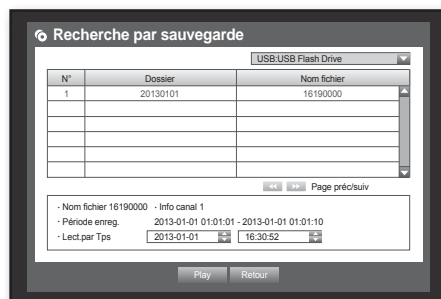 Recherche par sauvegarde
USB:USB Flash Drive
N° Dossier Nom fichier
1 20130101 16190000
Page préc/suiv
· Nom fichier 16190000 · Info canal 1
· Période enreg. 2013-01-01 01:01:01 - 2013-01-01 01:01:10
· Lect.par Tps 2013-01-01 16:30:52
Play Retour